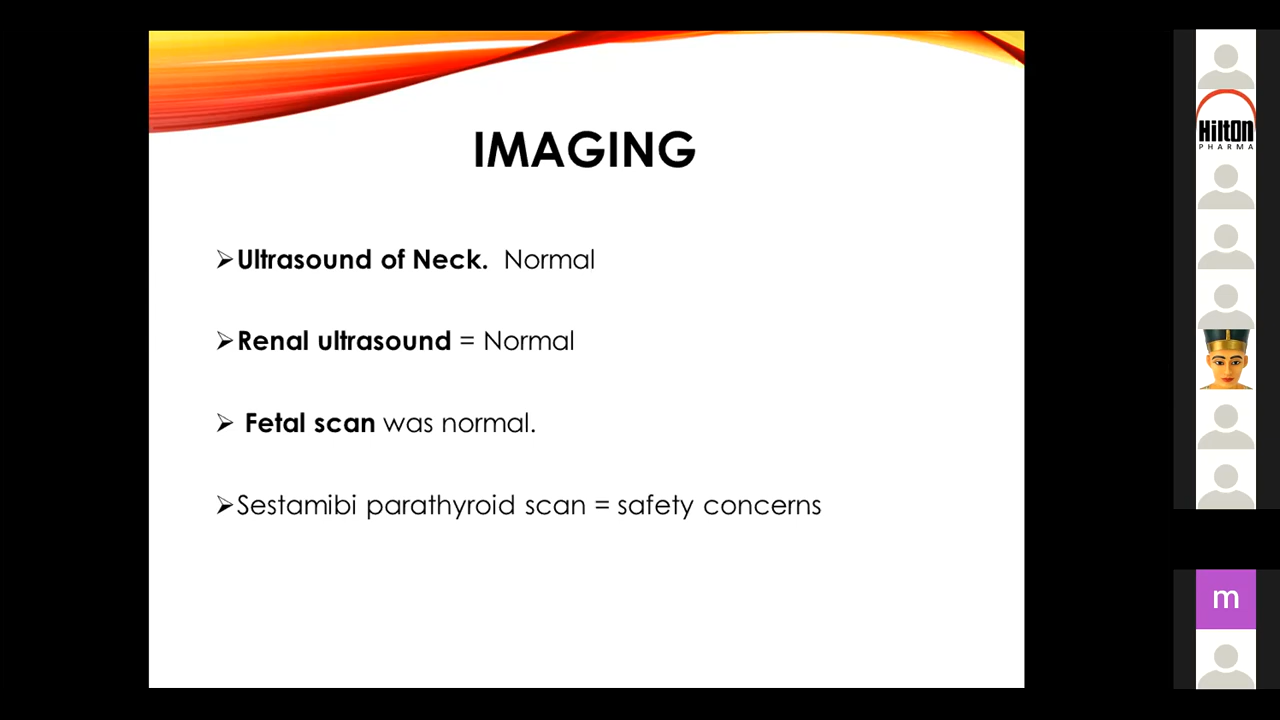 IMAGING
➢Ultrasound of Neck. Normal
➢Renal ultrasound = Normal
➢ Fetal scan was normal.
➢Sestamibi parathyroid scan = safety concerns
HiltOn
PHARMA
m